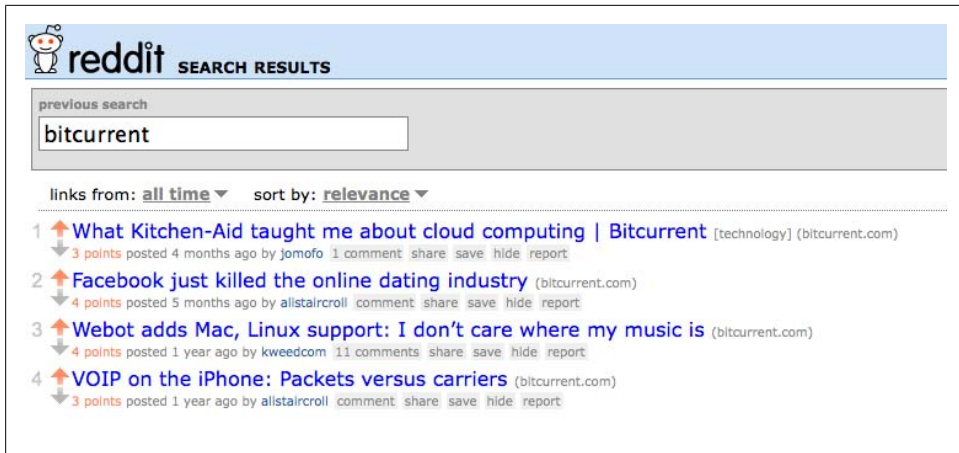 reddit SEARCH RESULTS
previous search
bitcurrent
links from: all time sort by: relevance
1 What Kitchen-Aid taught me about cloud computing | Bitcurrent [technology] (bitcurrent.com)
3 points posted 4 months ago by jomofo 1 comment share save hide report
2 Facebook just killed the online dating industry (bitcurrent.com)
4 points posted 5 months ago by alistaircroll comment share save hide report
3 Webot adds Mac, Linux support: I don’t care where my music is (bitcurrent.com)
4 points posted 1 year ago by kweedcom 11 comments share save hide report
4 VOIP on the iPhone: Packets versus carriers (bitcurrent.com)
3 points posted 1 year ago by alistaircroll comment share save hide report